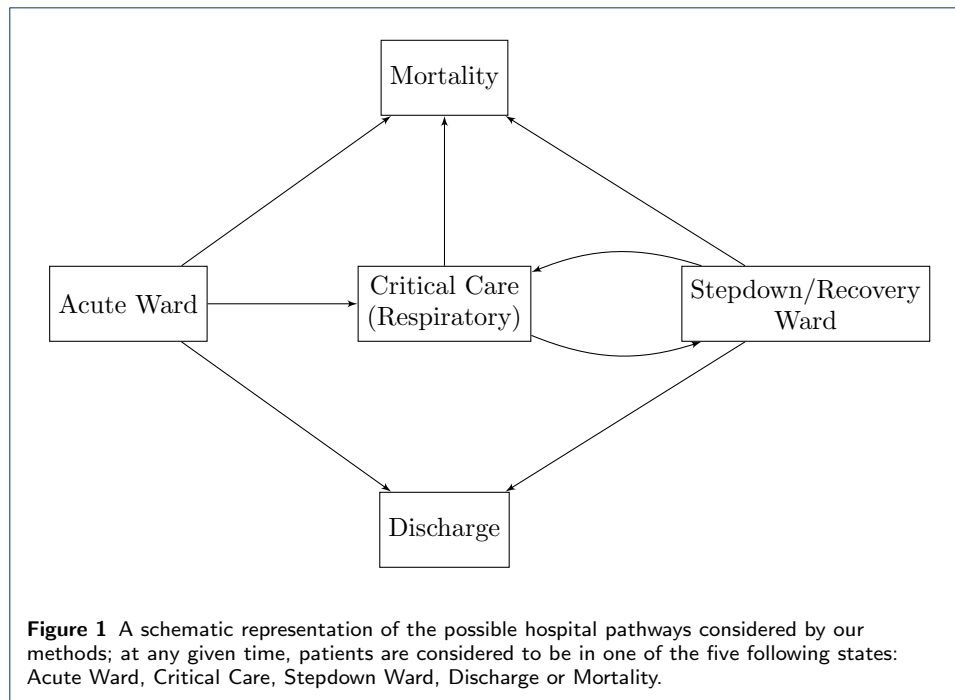 Mortality
Acute Ward
Critical Care
(Respiratory)
Stepdown/Recovery
Ward
Discharge
Figure 1 A schematic representation of the possible hospital pathways considered by our
methods; at any given time, patients are considered to be in one of the five following states:
Acute Ward, Critical Care, Stepdown Ward, Discharge or Mortality.